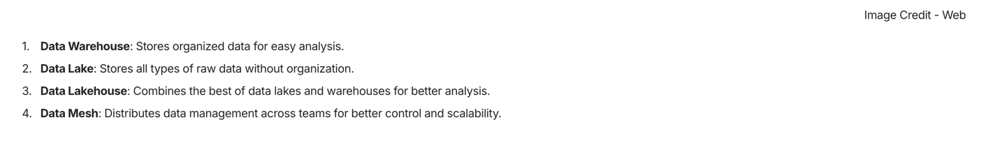 Image Credit - Web
1. Data Warehouse: Stores organized data for easy analysis.
2. Data Lake: Stores all types of raw data without organization.
3. Data Lakehouse: Combines the best of data lakes and warehouses for better analysis.
4. Data Mesh: Distributes data management across teams for better control and scalability.